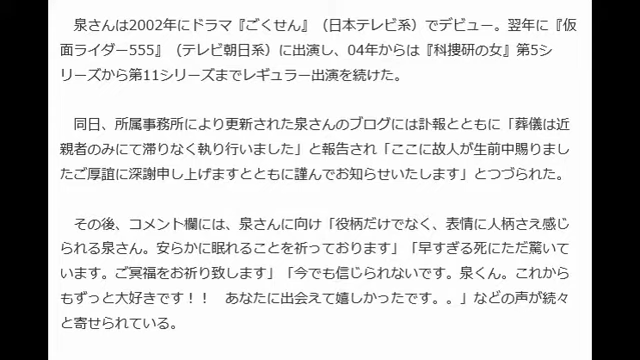 泉さんは2002年にドラマ『ごくせん』（日本テレビ系）でデビュー。翌年に『仮
面ライダー555』（テレビ朝日系）に出演し、04年からは『科捜研の女』第5シ
リーズから第11シリーズまでレギュラー出演を続けた。
同日、所属事務所により更新された泉さんのブログには訃報とともに「葬儀は近
親者のみにて滞りなく執り行いました」と報告され「ここに故人が生前中賜りまし
たご厚誼に深謝申し上げますとともに謹んでお知らせいたします」とつづられた。
その後、コメント欄には、泉さんに向け「役柄だけでなく、表情に人柄さえ感じ
られる泉さん。安らかに眠れることを祈っております」「早すぎる死にただ驚いて
います。ご冥福をお祈り致します」「今でも信じられないです。泉くん。これから
もずっと大好きです！！　あなたに出会えて嬉しかったです。。」などの声が続々
と寄せられている。